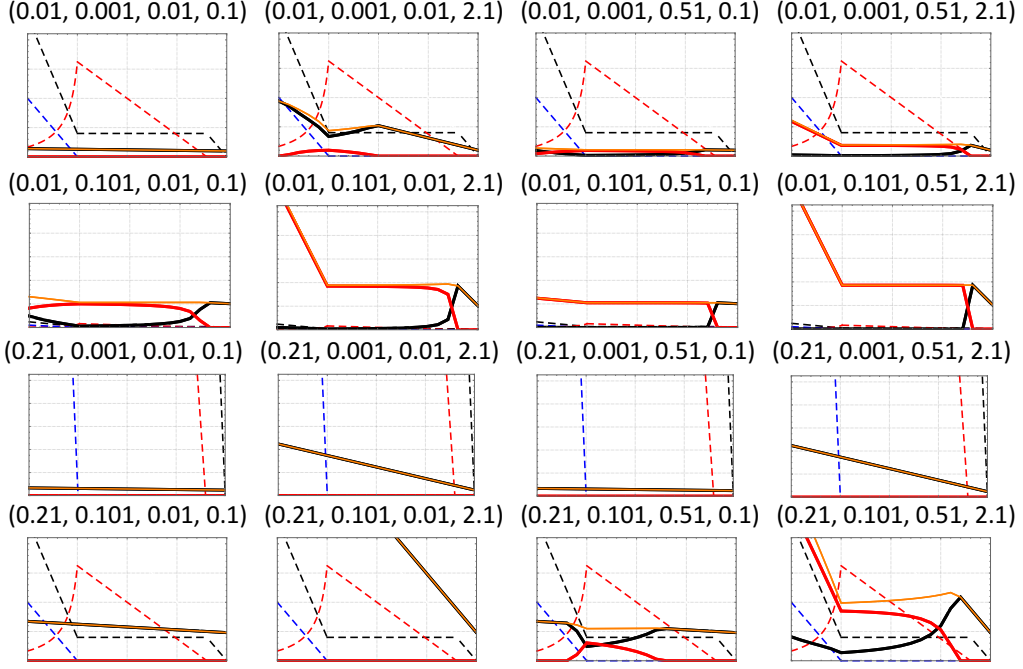 (0.01, 0.001, 0.01, 0.1) (0.01, 0.001, 0.01, 2.1) (0.01, 0.001, 0.51, 0.1) (0.01, 0.001, 0.51, 2.1)
(0.01, 0.101, 0.01, 0.1) (0.01, 0.101, 0.01, 2.1) (0.01, 0.101, 0.51, 0.1) (0.01, 0.101, 0.51, 2.1)
(0.21, 0.001, 0.01, 0.1) (0.21, 0.001, 0.01, 2.1) (0.21, 0.001, 0.51, 0.1) (0.21, 0.001, 0.51, 2.1)
(0.21, 0.101, 0.01, 0.1) (0.21, 0.101, 0.01, 2.1) (0.21, 0.101, 0.51, 0.1) (0.21, 0.101, 0.51, 2.1)